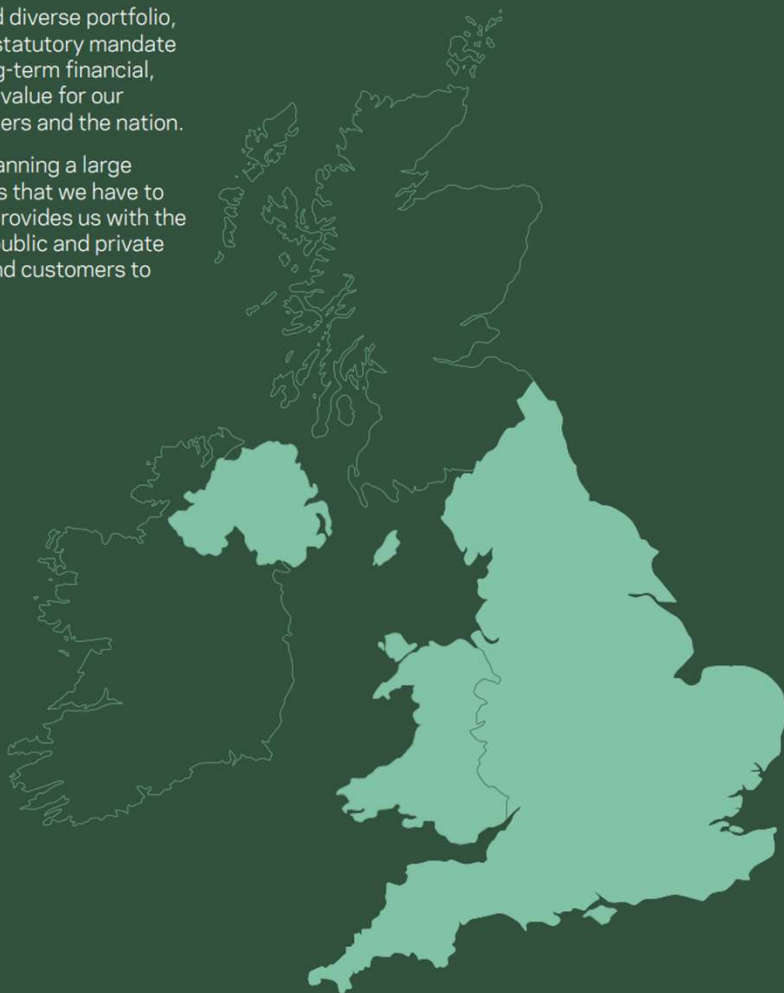 diverse portfolio,
statutory mandate
-term financial,
value for our
ers and the nation.
anning a large
s that we have to
rovides us with the
ublic and private
nd customers to